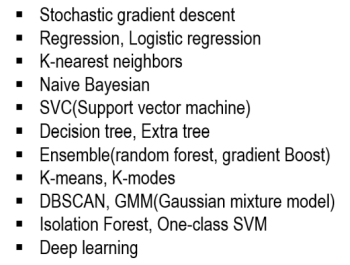 ▪ Stochastic gradient descent
▪ Regression, Logistic regression
▪ K-nearest neighbors
▪ Naive Bayesian
▪ SVC(Support vector machine)
▪ Decision tree, Extra tree
▪ Ensemble(random forest, gradient Boost)
▪ K-means, K-modes
▪ DBSCAN, GMM(Gaussian mixture model)
▪ Isolation Forest, One-class SVM
▪ Deep learning